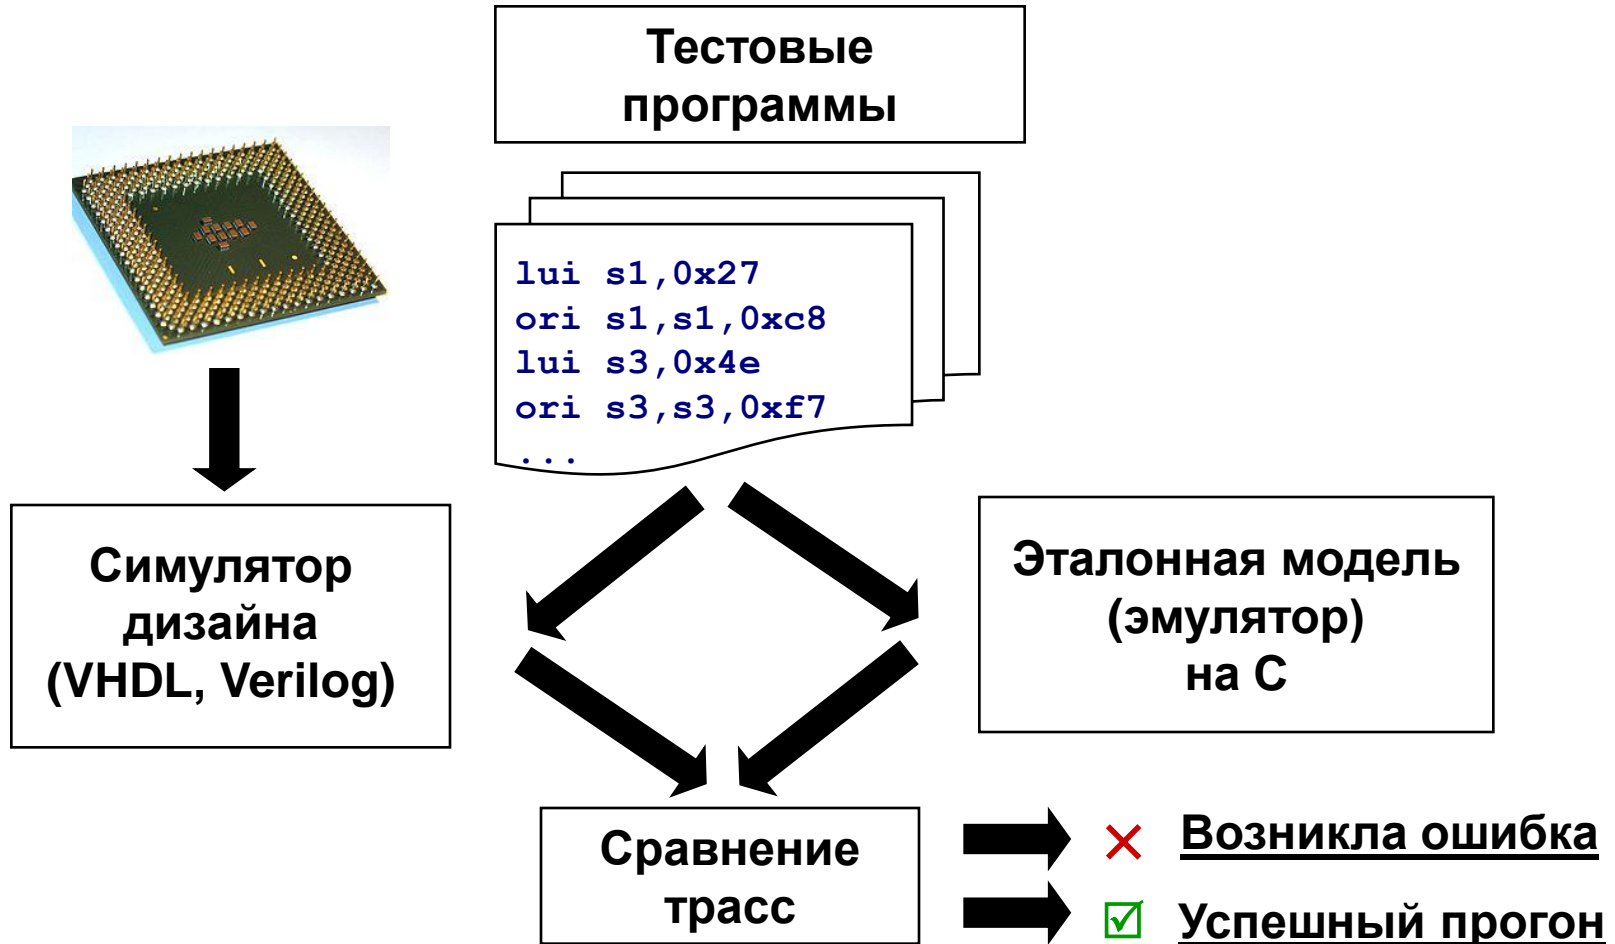 Тестовые
программы
lui s1,0x27
ori s1,s1,0xc8
lui s3,0x4e
ori s3,s3,0xf7
...
Симулятор
дизайна
(VHDL, Verilog)
Эталонная модель
(эмулятор)
на С
Сравнение
трасс
Возникла ошибка
Успешный прогон